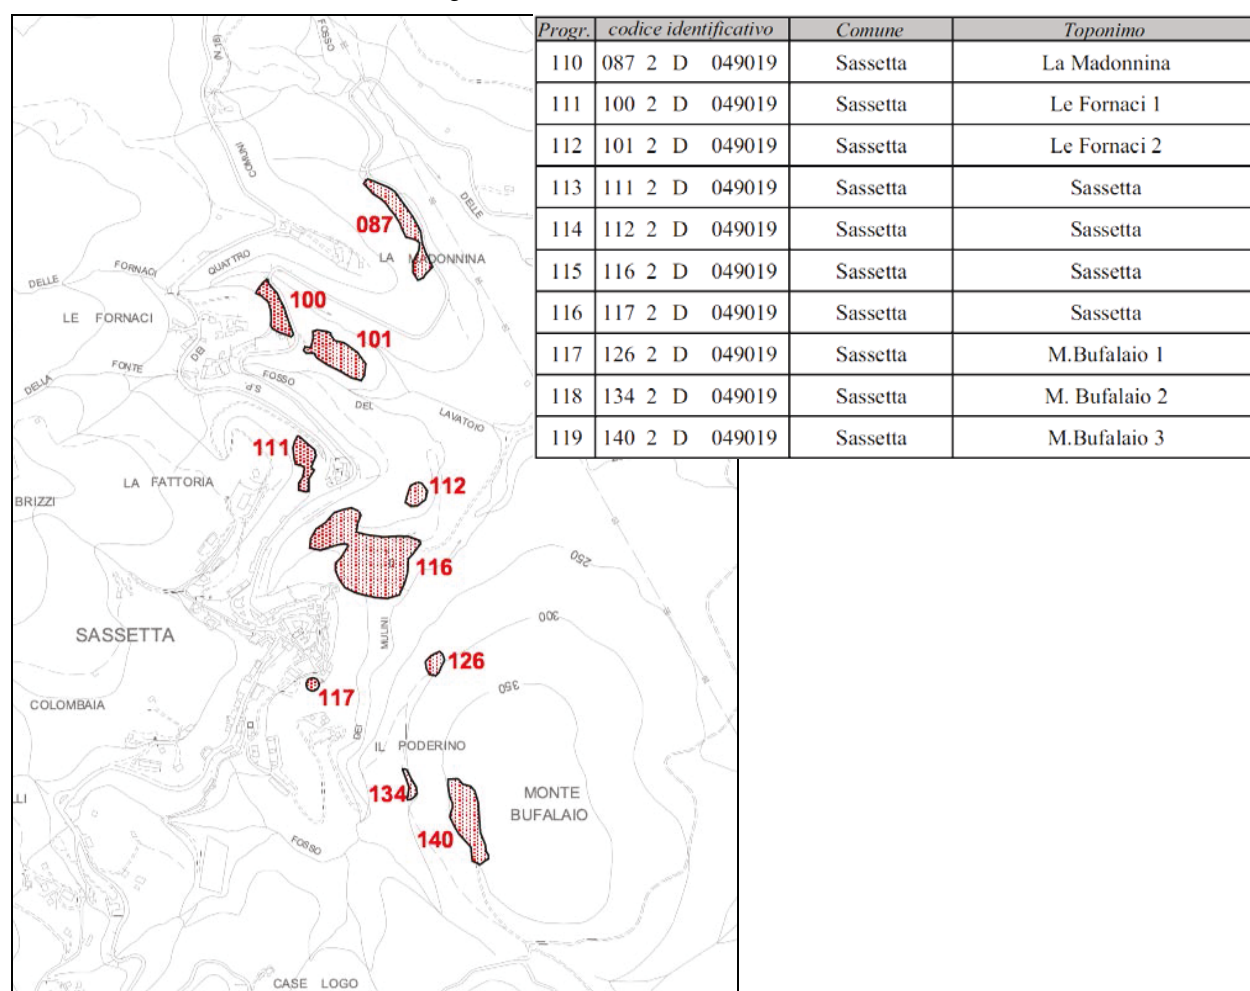 Progr. codice identificativo Comune Toponimo
110 087 2 D 049019 Sassetta La Madonnina
111 100 2 D 049019 Sassetta Le Fornaci 1
112 101 2 D 049019 Sassetta Le Fornaci 2
113 111 2 D 049019 Sassetta Sassetta
114 112 2 D 049019 Sassetta Sassetta
115 116 2 D 049019 Sassetta Sassetta
116 117 2 D 049019 Sassetta Sassetta
117 126 2 D 049019 Sassetta M.Bufalaio 1
118 134 2 D 049019 Sassetta M. Bufalaio 2
119 140 2 D 049019 Sassetta M.Bufalaio 3
FOSSO
(N 16)
COMUNI
DELLE
087
LA MADONNINA
QUATTRO
FORNACI
DELLE
100
LE FORNACI
101
DEI
FONTE
DELLA
S.P.
FOSSO
DEL
LAVATOIO
111
LA FATTORIA
112
BRIZZI
116
250
300
SASSETTA
MULINI
126
350
117
COLOMBAIA
DEI
IL PODERINO
134
MONTE
BUFALAIO
140
FOSSO
CASE LOGO